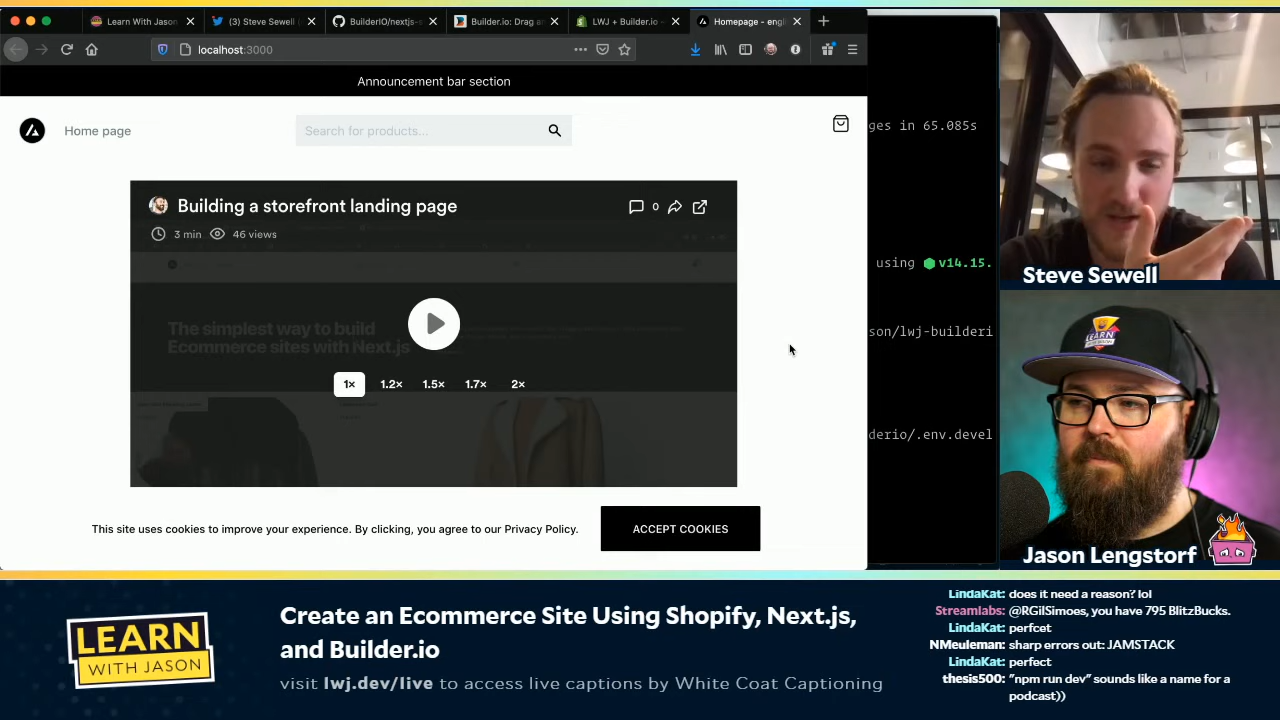 Learn With Jason
(3) Steve Sewell (
BuilderIO/nextjs-s
Builder.io: Drag an
LWJ + Builder.io -
Homepage - engli
localhost:3000
Announcement bar section
Home page
Search for products...
Building a storefront landing page
0
3 min
46 views
The simplest way to build
Ecommerce sites with Next.js
1×
1.2×
1.5×
1.7×
2×
This site uses cookies to improve your experience. By clicking, you agree to our Privacy Policy.
ACCEPT COOKIES
ges in 65.085s
using v14.15.
son/lwj-builderi
derio/.env.devel
Steve Sewell
LEARN
Jason Lengstorf
LEARN
WITH JASON
Create an Ecommerce Site Using Shopify, Next.js,
and Builder.io
visit lwj.dev/live to access live captions by White Coat Captioning
LindaKat: does it need a reason? lol
Streamlabs: @RGilSimoes, you have 795 BlitzBucks.
LindaKat: perfcet
NMeuleman: sharp errors out: JAMSTACK
LindaKat: perfect
thesis500: "npm run dev" sounds like a name for a
podcast))